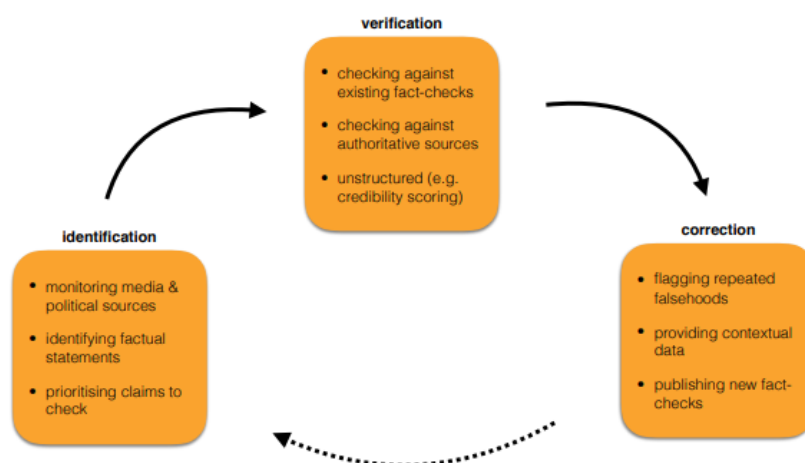 verification
• checking against
existing fact-checks
• checking against
authoritative sources
• unstructured (e.g.
credibility scoring)
identification
• monitoring media &
political sources
• identifying factual
statements
• prioritising claims to
check
correction
• flagging repeated
falsehoods
• providing contextual
data
• publishing new fact-
checks